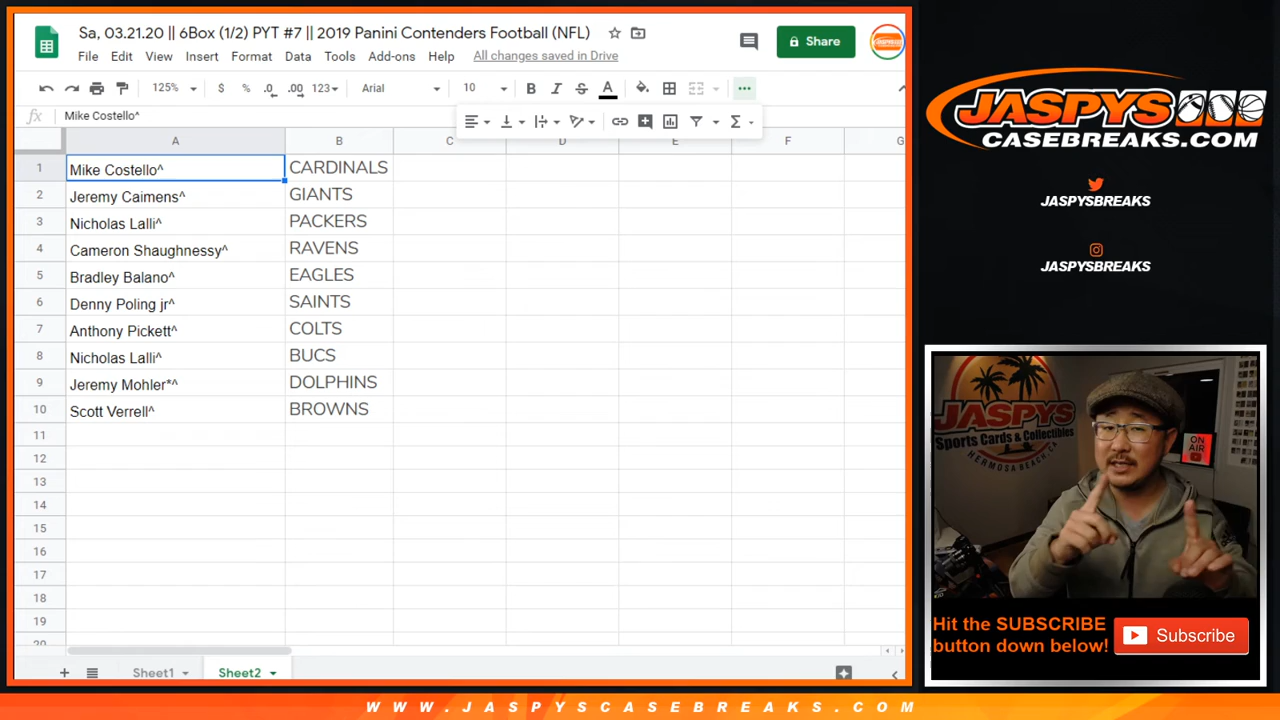 Sa, 03.21.20 || 6Box (1/2) PYT #7 || 2019 Panini Contenders Football (NFL)
File Edit View Insert Format Data Tools Add-ons Help All changes saved in Drive
Share
125% $ % .0 .00 123 Arial 10 B I S A
fx Mike Costello^
A B C D E F G
1 Mike Costello^ CARDINALS
2 Jeremy Caimens^ GIANTS
3 Nicholas Lalli^ PACKERS
4 Cameron Shaughnessy^ RAVENS
5 Bradley Balano^ EAGLES
6 Denny Poling jr^ SAINTS
7 Anthony Pickett^ COLTS
8 Nicholas Lalli^ BUCS
9 Jeremy Mohler*^ DOLPHINS
10 Scott Verrell^ BROWNS
11
12
13
14
15
16
17
18
19
20
Sheet1 Sheet2
JASPYS
CASEBREAKS.COM
JASPYSBREAKS
JASPYSBREAKS
JASPYS
Sports Cards & Collectibles
HERMOSA BEACH, CA
ON AIR
Hit the SUBSCRIBE
button down below!
Subscribe
WWW.JASPYSCASEBREAKS.COM